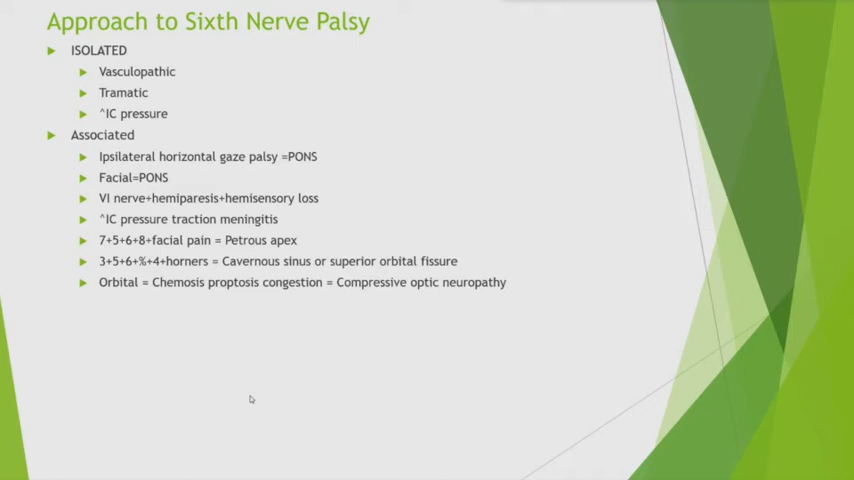 Approach to Sixth Nerve Palsy
ISOLATED
Vasculopathic
Tramatic
^IC pressure
Associated
Ipsilateral horizontal gaze palsy =PONS
Facial=PONS
VI nerve+hemiparesis+hemisensory loss
^IC pressure traction meningitis
7+5+6+8+facial pain = Petrous apex
3+5+6+%+4+horners = Cavernous sinus or superior orbital fissure
Orbital = Chemosis proptosis congestion = Compressive optic neuropathy